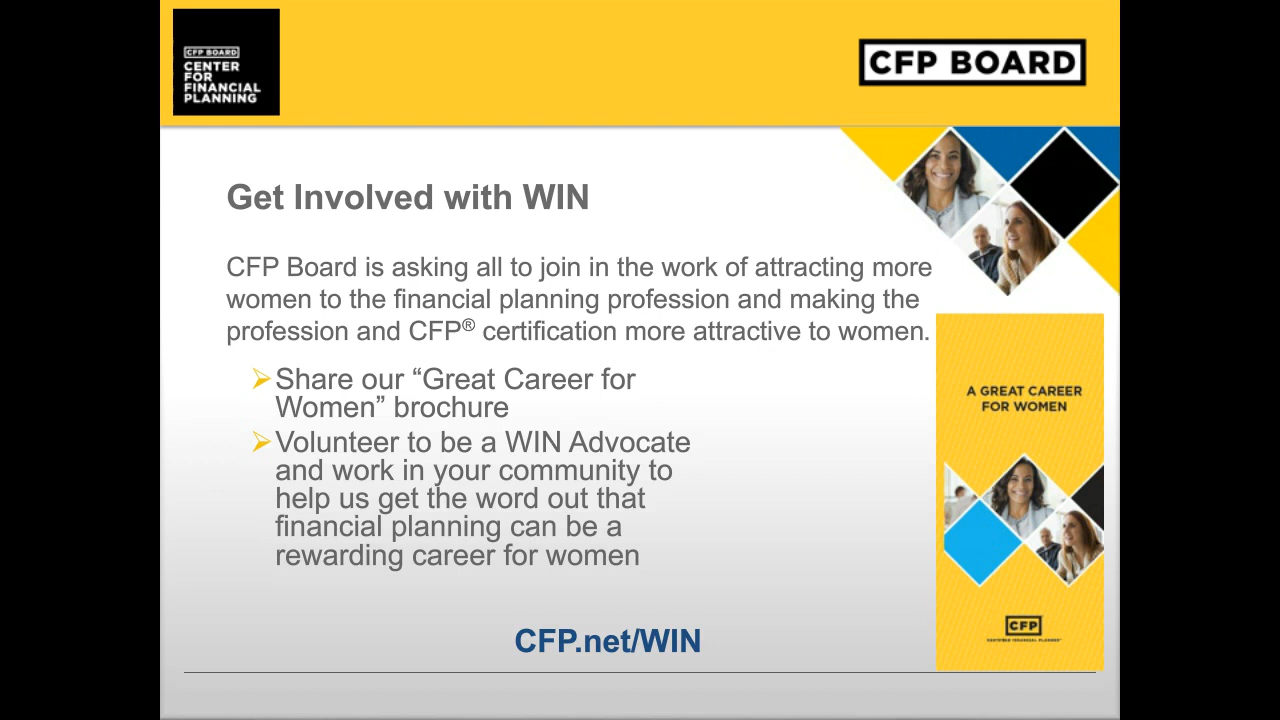 CFP BOARD
CENTER
FOR
FINANCIAL
PLANNING
CFP BOARD
Get Involved with WIN
CFP Board is asking all to join in the work of attracting more
women to the financial planning profession and making the
profession and CFP® certification more attractive to women.
Share our “Great Career for
Women” brochure
Volunteer to be a WIN Advocate
and work in your community to
help us get the word out that
financial planning can be a
rewarding career for women
CFP.net/WIN
A GREAT CAREER
FOR WOMEN
CFP
CERTIFIED FINANCIAL PLANNER™